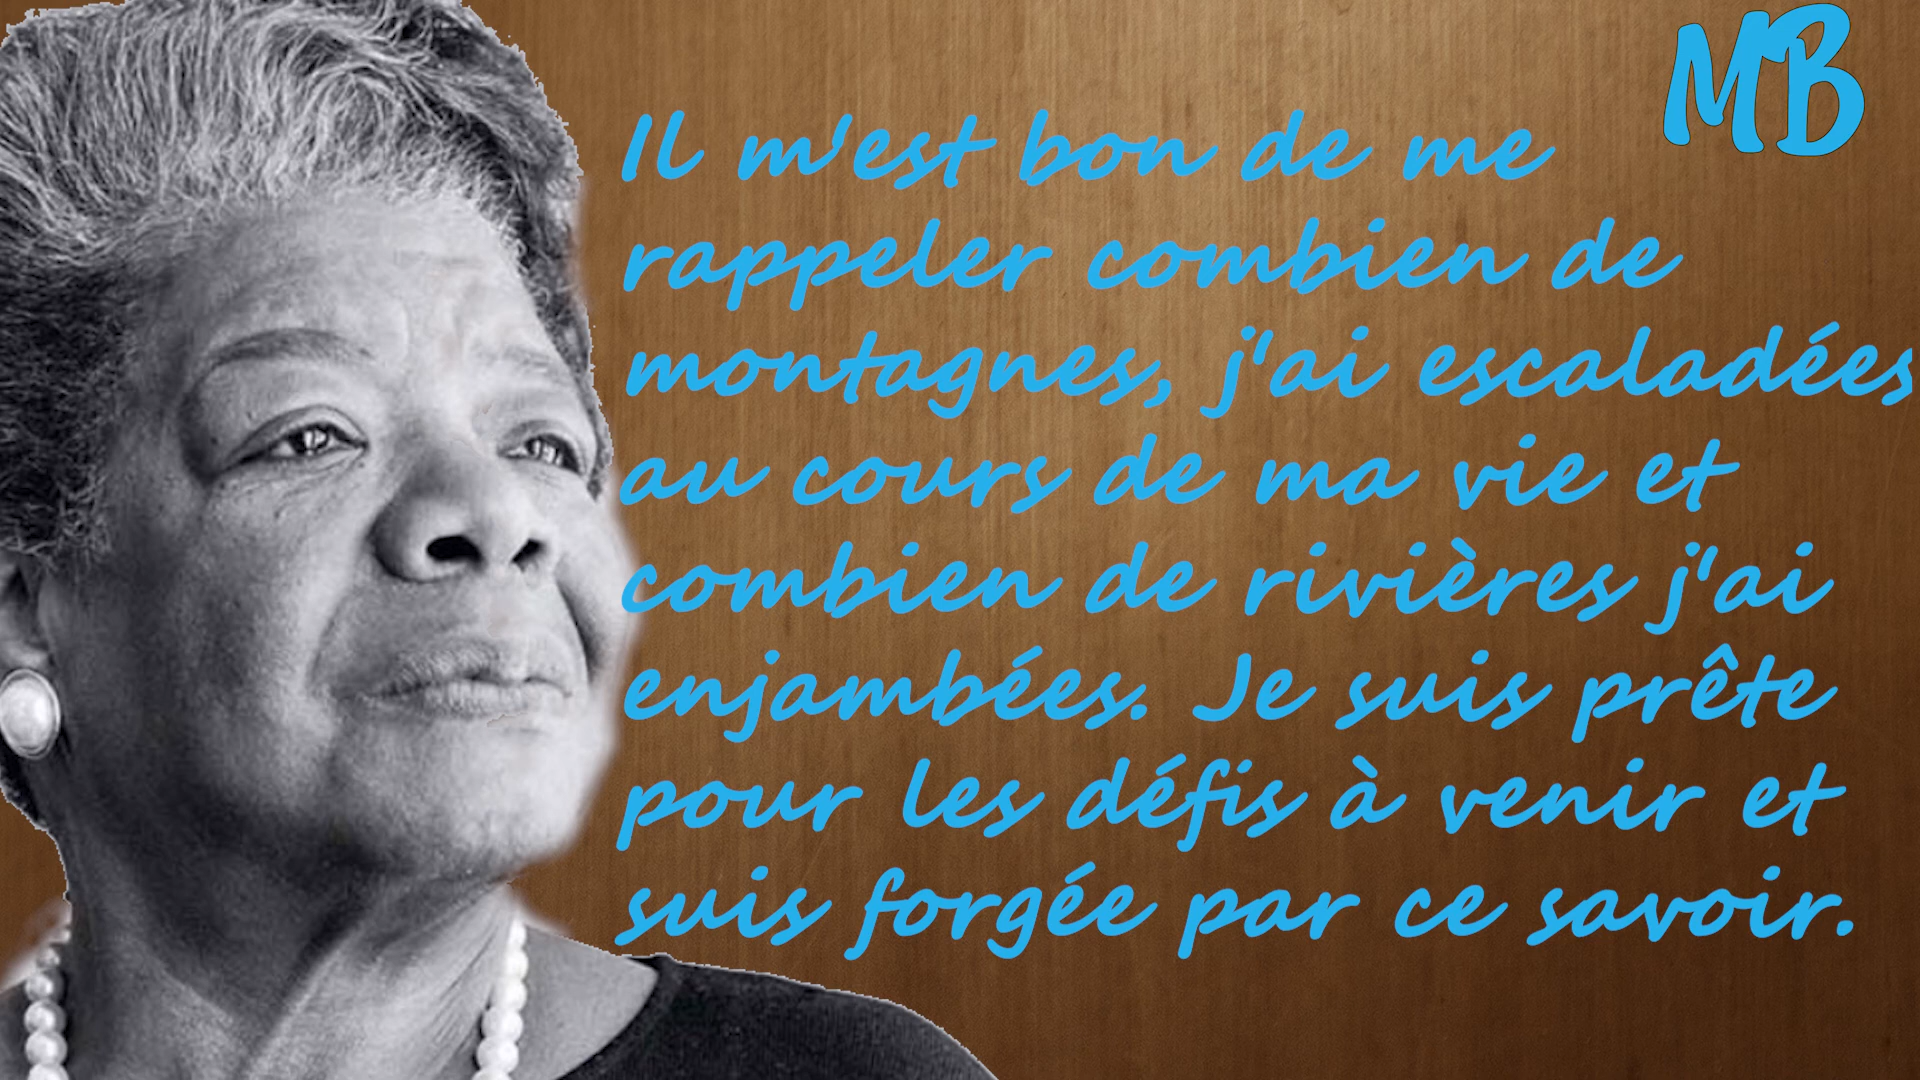 MB
Il m'est bon de me
rappeler combien de
montagnes, j'ai escaladées
au cours de ma vie et
combien de rivières j'ai
enjambées. Je suis prête
pour les défis à venir et
suis forgée par ce savoir.